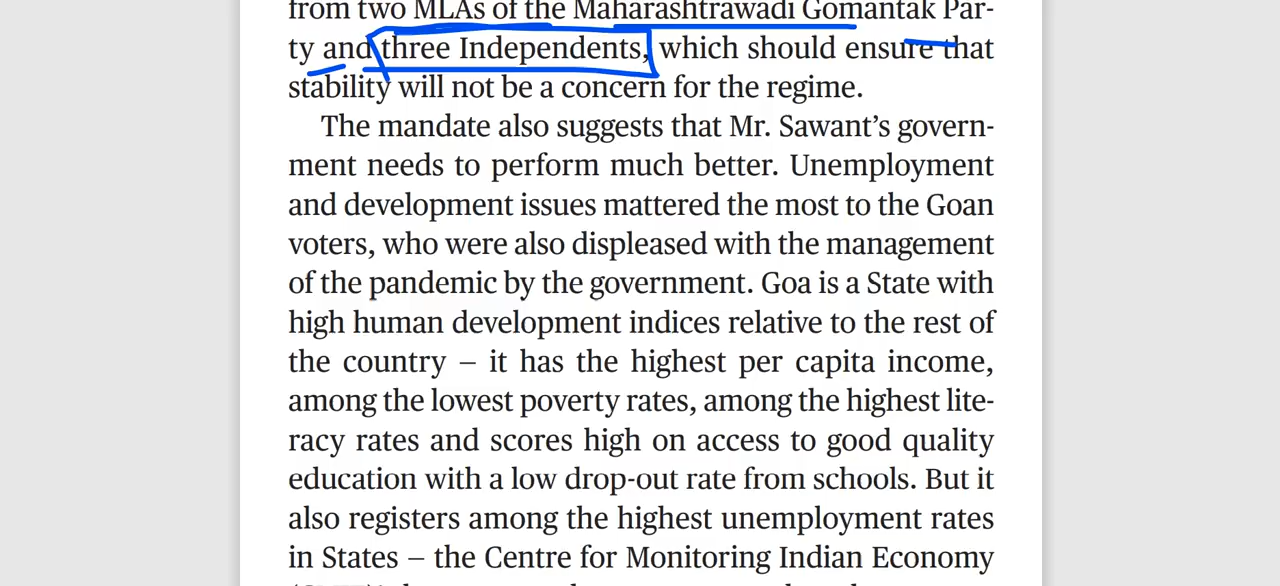 from two MLAs of the Maharashtrawadi Gomantak Par-
ty and three Independents, which should ensure that
stability will not be a concern for the regime.
The mandate also suggests that Mr. Sawant's govern-
ment needs to perform much better. Unemployment
and development issues mattered the most to the Goan
voters, who were also displeased with the management
of the pandemic by the government. Goa is a State with
high human development indices relative to the rest of
the country – it has the highest per capita income,
among the lowest poverty rates, among the highest lite-
racy rates and scores high on access to good quality
education with a low drop-out rate from schools. But it
also registers among the highest unemployment rates
in States – the Centre for Monitoring Indian Economy